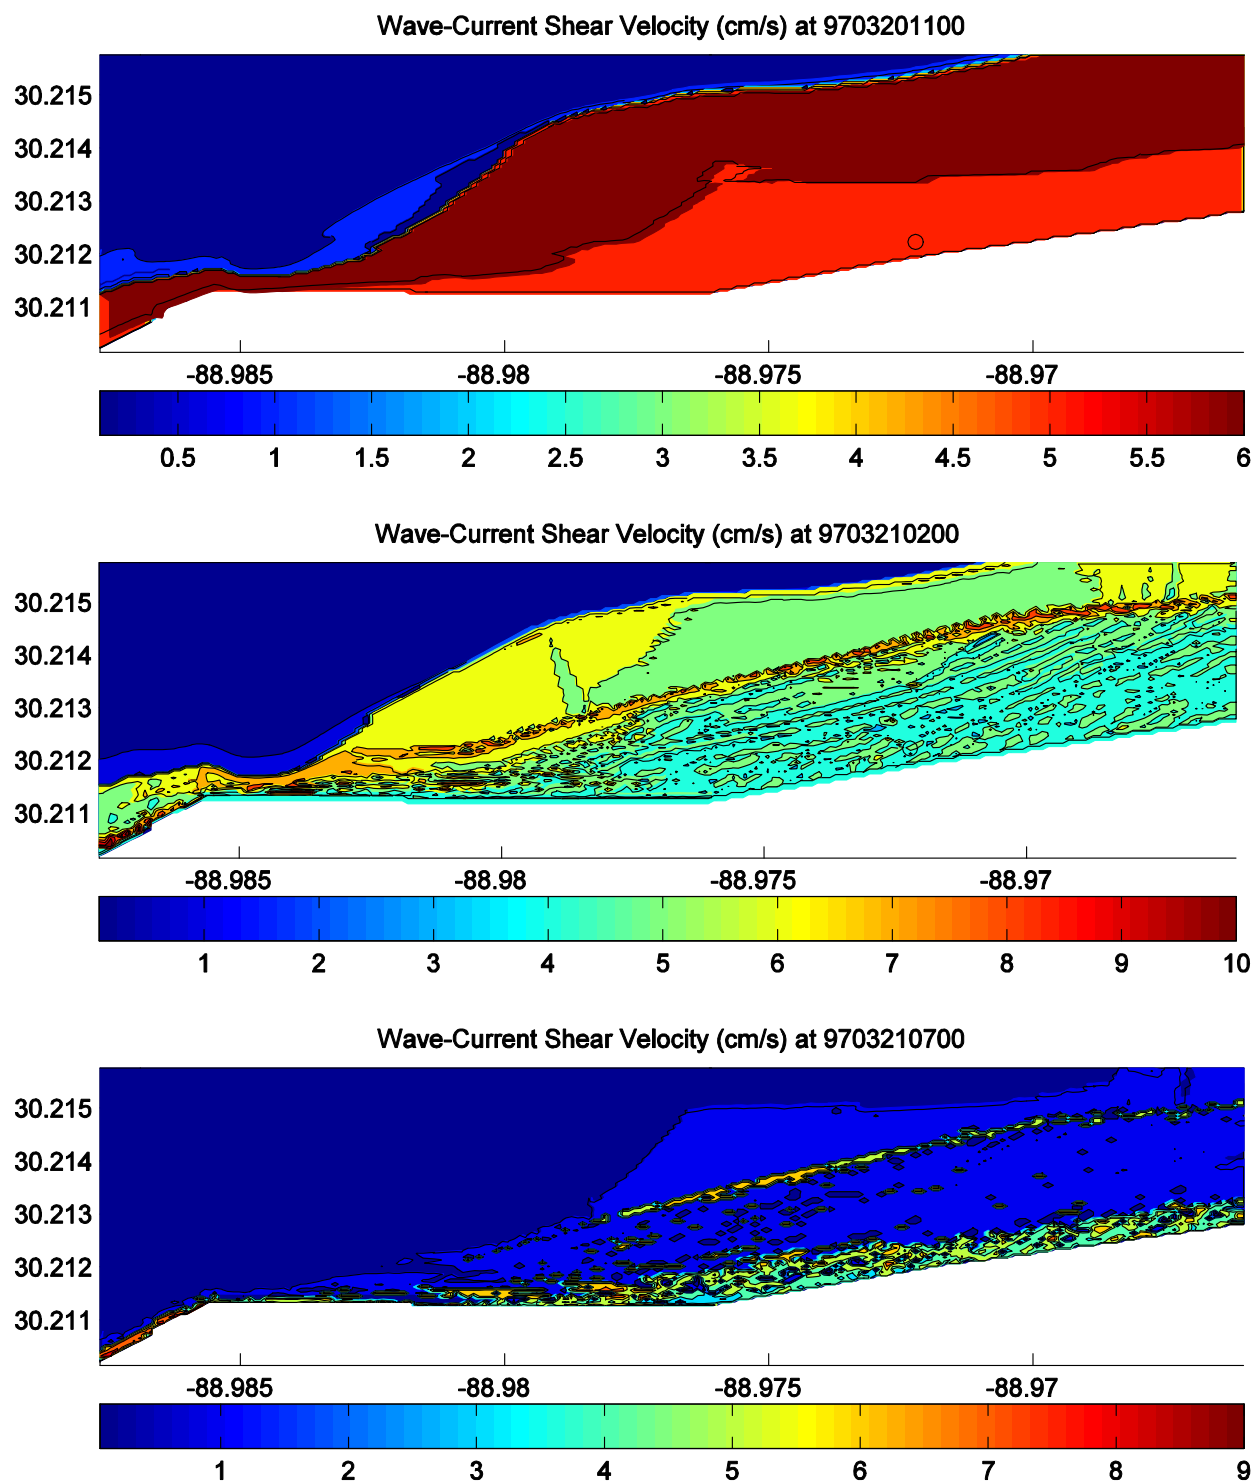 Wave-Current Shear Velocity (cm/s) at 9703201100
30.215
30.214
30.213
30.212
30.211
-88.985 -88.98 -88.975 -88.97
0.5 1 1.5 2 2.5 3 3.5 4 4.5 5 5.5 6
Wave-Current Shear Velocity (cm/s) at 9703210200
30.215
30.214
30.213
30.212
30.211
-88.985 -88.98 -88.975 -88.97
1 2 3 4 5 6 7 8 9 10
Wave-Current Shear Velocity (cm/s) at 9703210700
30.215
30.214
30.213
30.212
30.211
-88.985 -88.98 -88.975 -88.97
1 2 3 4 5 6 7 8 9